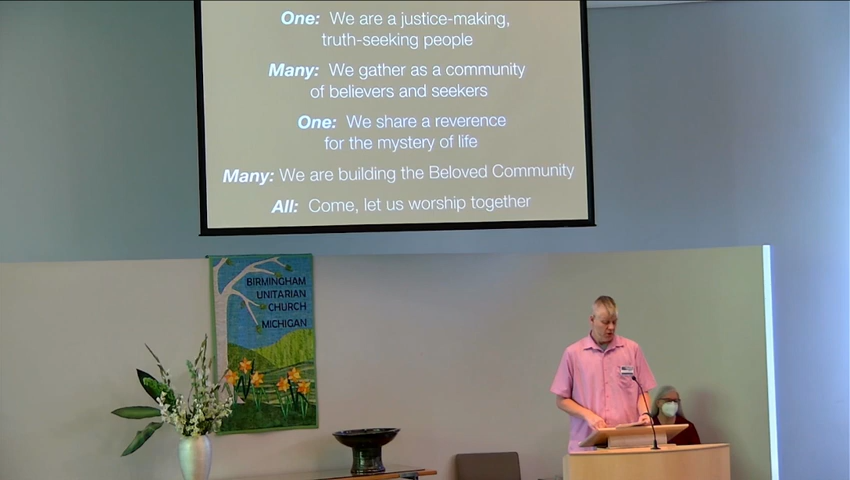 One: We are a justice-making,
truth-seeking people
Many: We gather as a community
of believers and seekers
One: We share a reverence
for the mystery of life
Many: We are building the Beloved Community
All: Come, let us worship together
BIRMINGHAM
UNITARIAN
CHURCH
MICHIGAN